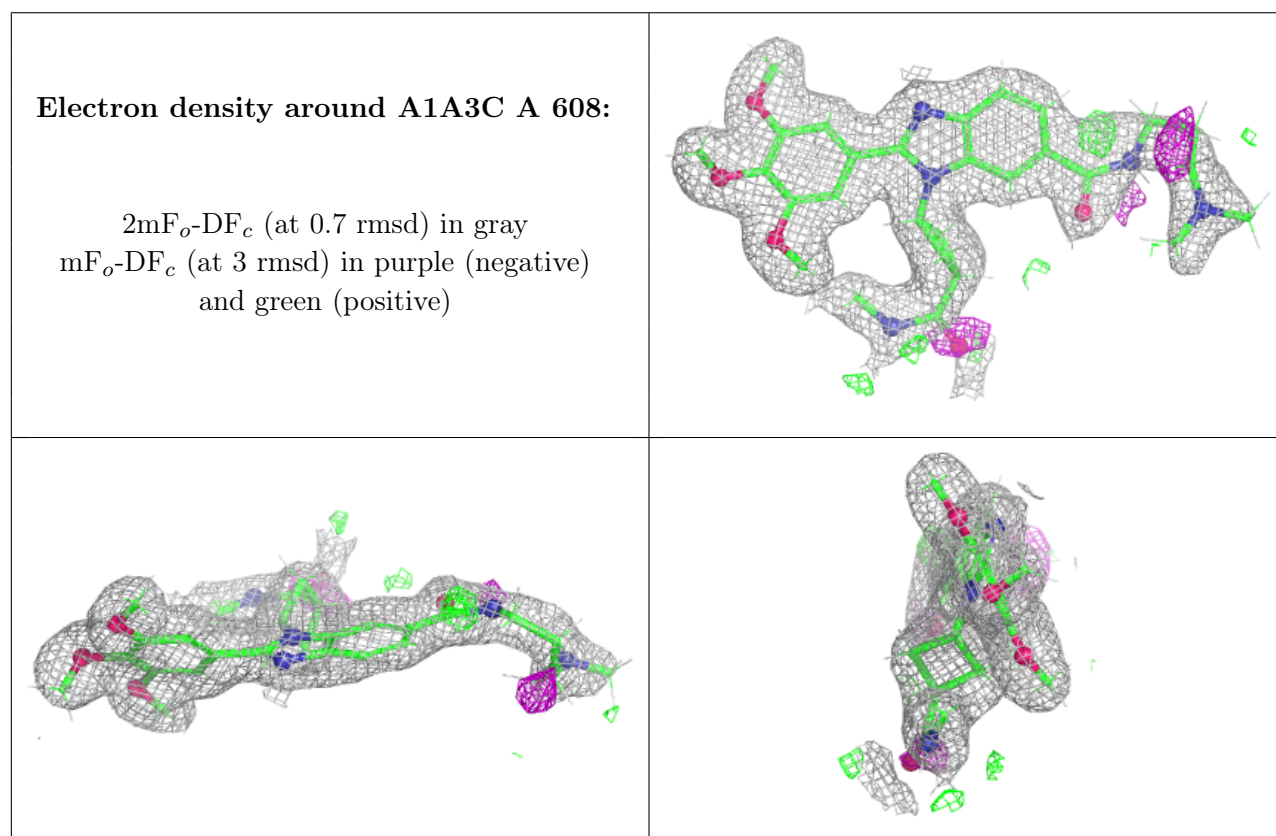 Electron density around A1A3C A 608:
2mFo-DFc (at 0.7 rmsd) in gray
mFo-DFc (at 3 rmsd) in purple (negative)
and green (positive)